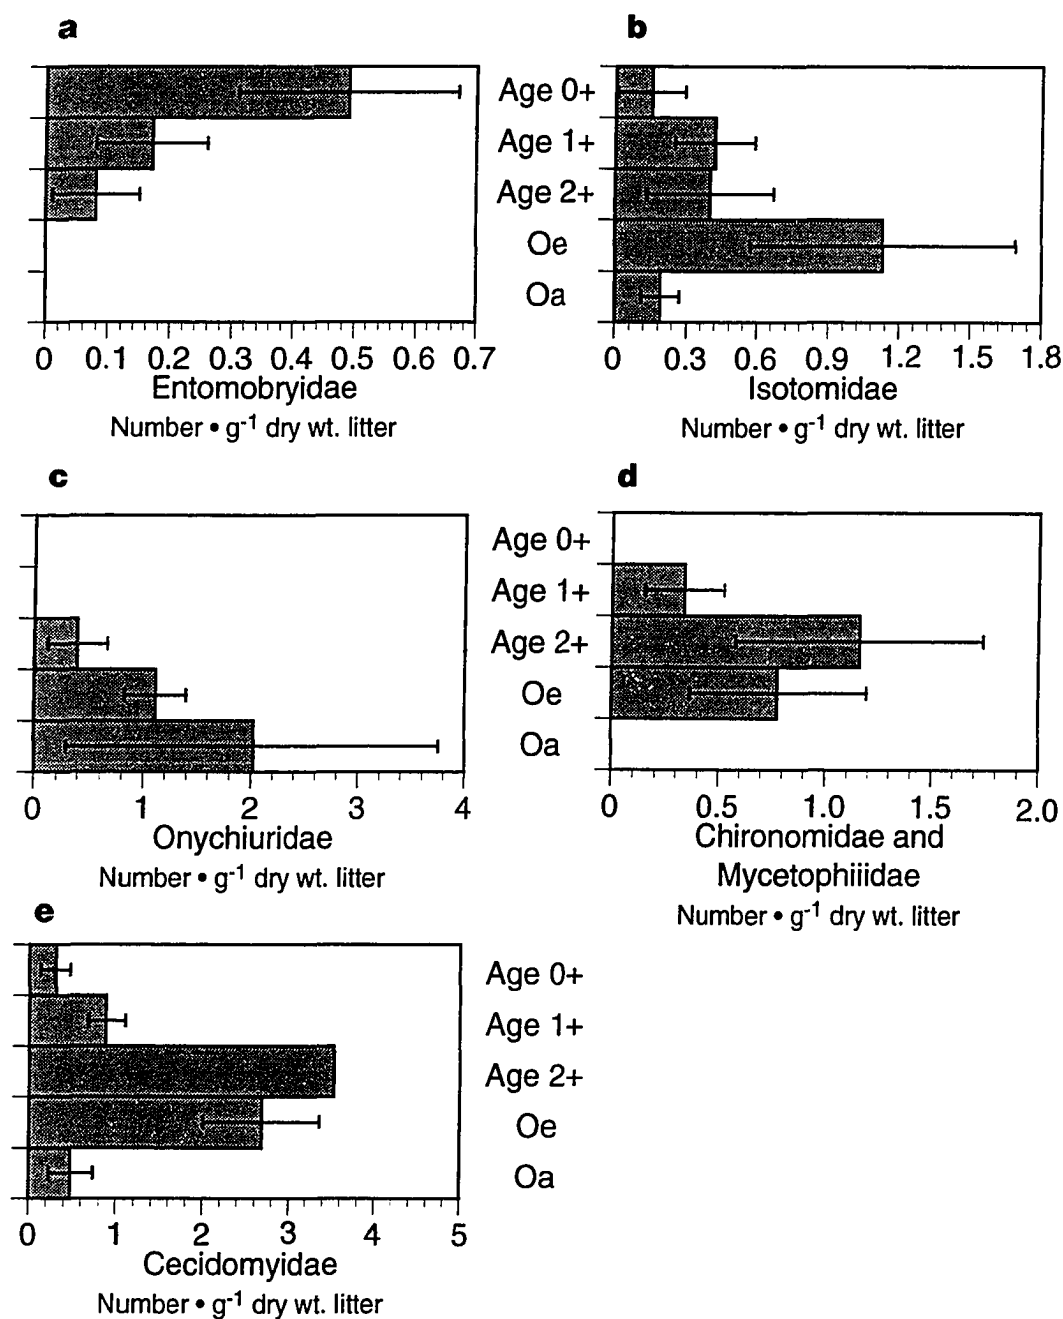 a
b
Age 0+
Age 1+
Age 2+
Oe
Oa
0 0.1 0.2 0.3 0.4 0.5 0.6 0.7
Entomobryidae
Number • g-1 dry wt. litter
0 0.3 0.6 0.9 1.2 1.5 1.8
Isotomidae
Number • g-1 dry wt. litter
c
d
Age 0+
Age 1+
Age 2+
Oe
Oa
0 1 2 3 4
Onychiuridae
Number • g-1 dry wt. litter
0 0.5 1.0 1.5 2.0
Chironomidae and
Mycetophiiidae
Number • g-1 dry wt. litter
e
Age 0+
Age 1+
Age 2+
Oe
Oa
0 1 2 3 4 5
Cecidomyidae
Number • g-1 dry wt. litter